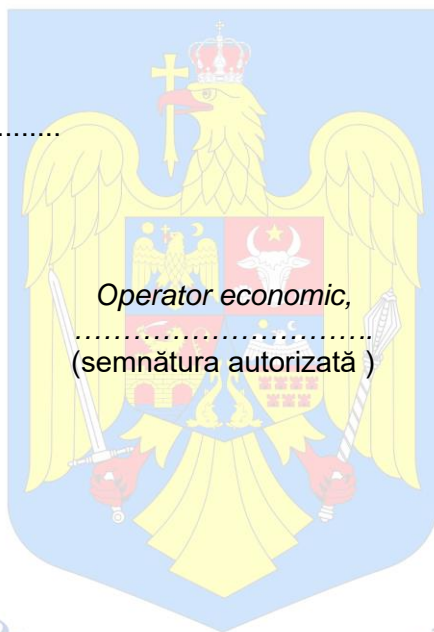 ..........
Operator economic,
…………………………….
(semnătura autorizată )